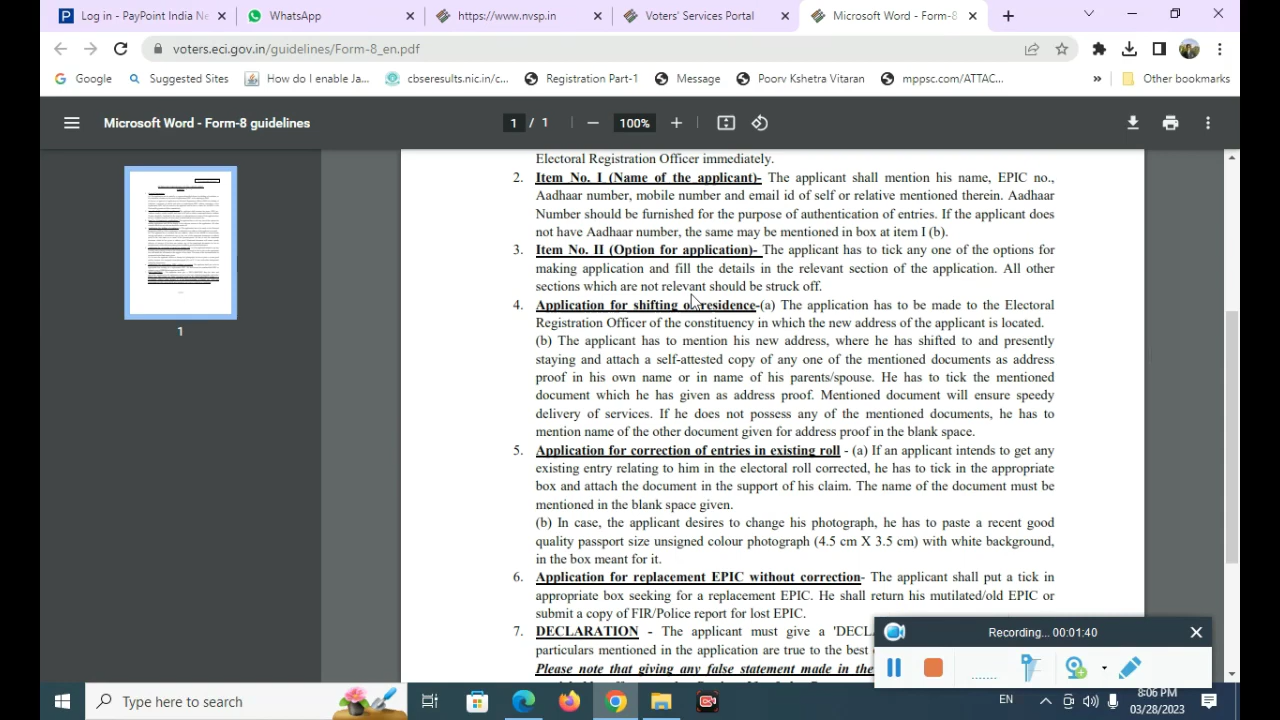 Log in - PayPoint India Ne
WhatsApp
https://www.nvsp.in
Voters' Services Portal
Microsoft Word - Form-8
voters.eci.gov.in/guidelines/Form-8_en.pdf
Google
Suggested Sites
How do I enable Ja...
cbseresults.nic.in/c...
Registration Part-1
Message
Poorv Kshetra Vitaran
mppsc.com/ATTAC...
»
Other bookmarks
Microsoft Word - Form-8 guidelines
1 / 1
100%
1
Electoral Registration Officer immediately.
2. Item No. I (Name of the applicant)- The applicant shall mention his name, EPIC no.,
Aadhaar number, mobile number and email id of self or relative mentioned therein. Aadhaar
Number should be furnished for the purpose of authentication of entries. If the applicant does
not have Aadhaar number, the same may be mentioned in box at item I (b).
3. Item No. II (Option for application)- The applicant has to tick any one of the options for
making application and fill the details in the relevant section of the application. All other
sections which are not relevant should be struck off.
4. Application for shifting of residence-(a) The application has to be made to the Electoral
Registration Officer of the constituency in which the new address of the applicant is located.
(b) The applicant has to mention his new address, where he has shifted to and presently
staying and attach a self-attested copy of any one of the mentioned documents as address
proof in his own name or in name of his parents/spouse. He has to tick the mentioned
document which he has given as address proof. Mentioned document will ensure speedy
delivery of services. If he does not possess any of the mentioned documents, he has to
mention name of the other document given for address proof in the blank space.
5. Application for correction of entries in existing roll - (a) If an applicant intends to get any
existing entry relating to him in the electoral roll corrected, he has to tick in the appropriate
box and attach the document in the support of his claim. The name of the document must be
mentioned in the blank space given.
(b) In case, the applicant desires to change his photograph, he has to paste a recent good
quality passport size unsigned colour photograph (4.5 cm X 3.5 cm) with white background,
in the box meant for it.
6. Application for replacement EPIC without correction- The applicant shall put a tick in
appropriate box seeking for a replacement EPIC. He shall return his mutilated/old EPIC or
submit a copy of FIR/Police report for lost EPIC.
7. DECLARATION - The applicant must give a 'DECL
particulars mentioned in the application are true to the best
Please note that giving any false statement made in the
Recording... 00:01:40
Type here to search
EN
8:06 PM
03/28/2023